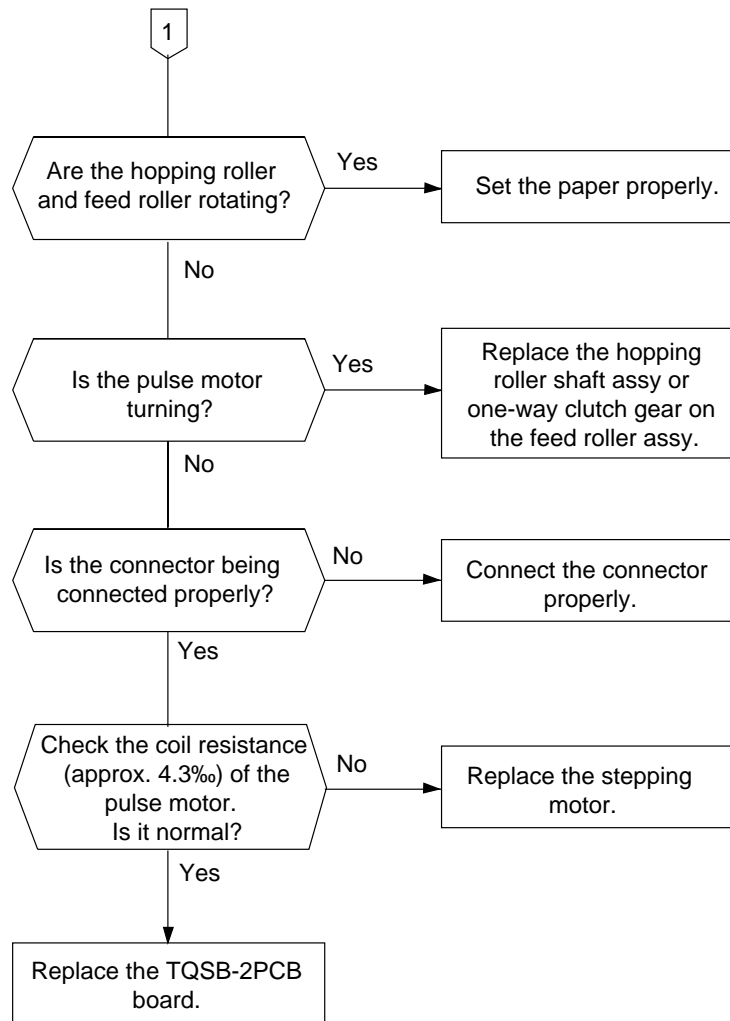 1
Are the hopping roller
and feed roller rotating?
Yes
Set the paper properly.
No
Is the pulse motor
turning?
Yes
Replace the hopping
roller shaft assy or
one-way clutch gear on
the feed roller assy.
No
Is the connector being
connected properly?
No
Connect the connector
properly.
Yes
Check the coil resistance
(approx. 4.3‰) of the
pulse motor.
Is it normal?
No
Replace the stepping
motor.
Yes
Replace the TQSB-2PCB
board.